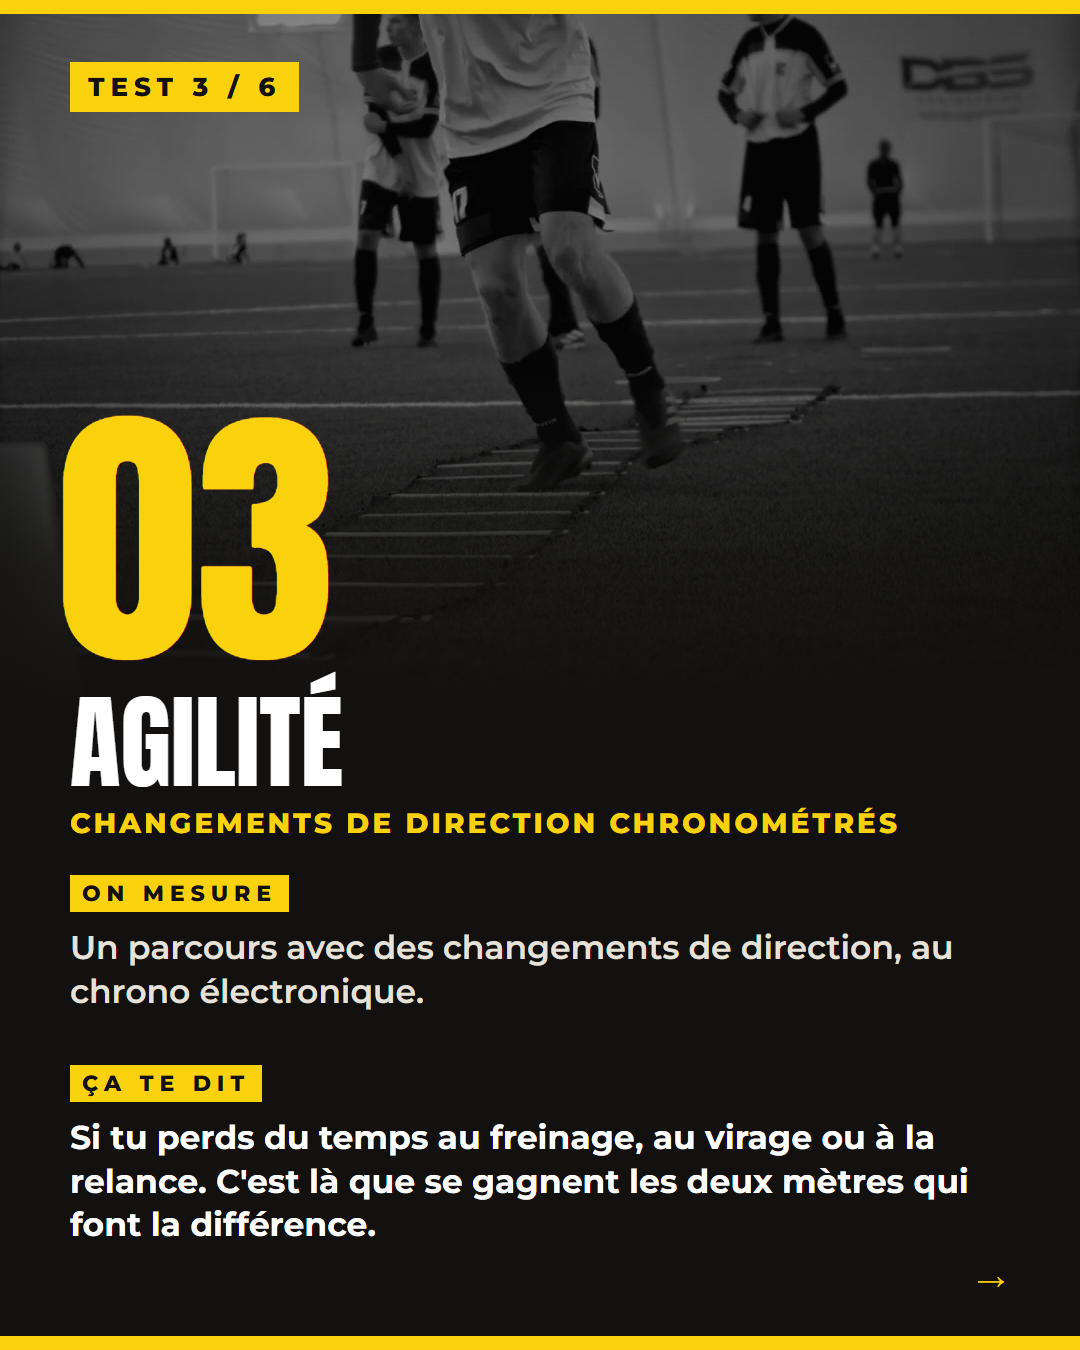 TEST 3 / 6
DBS
03
AGILITÉ
CHANGEMENTS DE DIRECTION CHRONOMÉTRÉS
ON MESURE
Un parcours avec des changements de direction, au
chrono électronique.
ÇA TE DIT
Si tu perds du temps au freinage, au virage ou à la
relance. C'est là que se gagnent les deux mètres qui
font la différence.
→